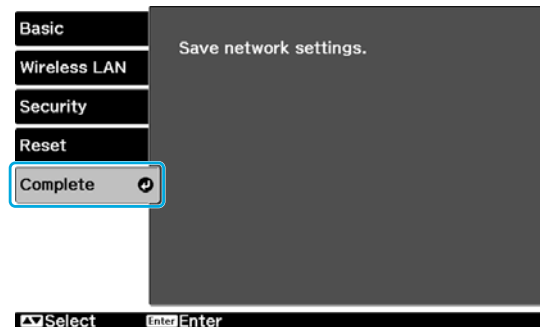 Basic
Wireless LAN
Security
Reset
Complete
Save network settings.
Select Enter Enter